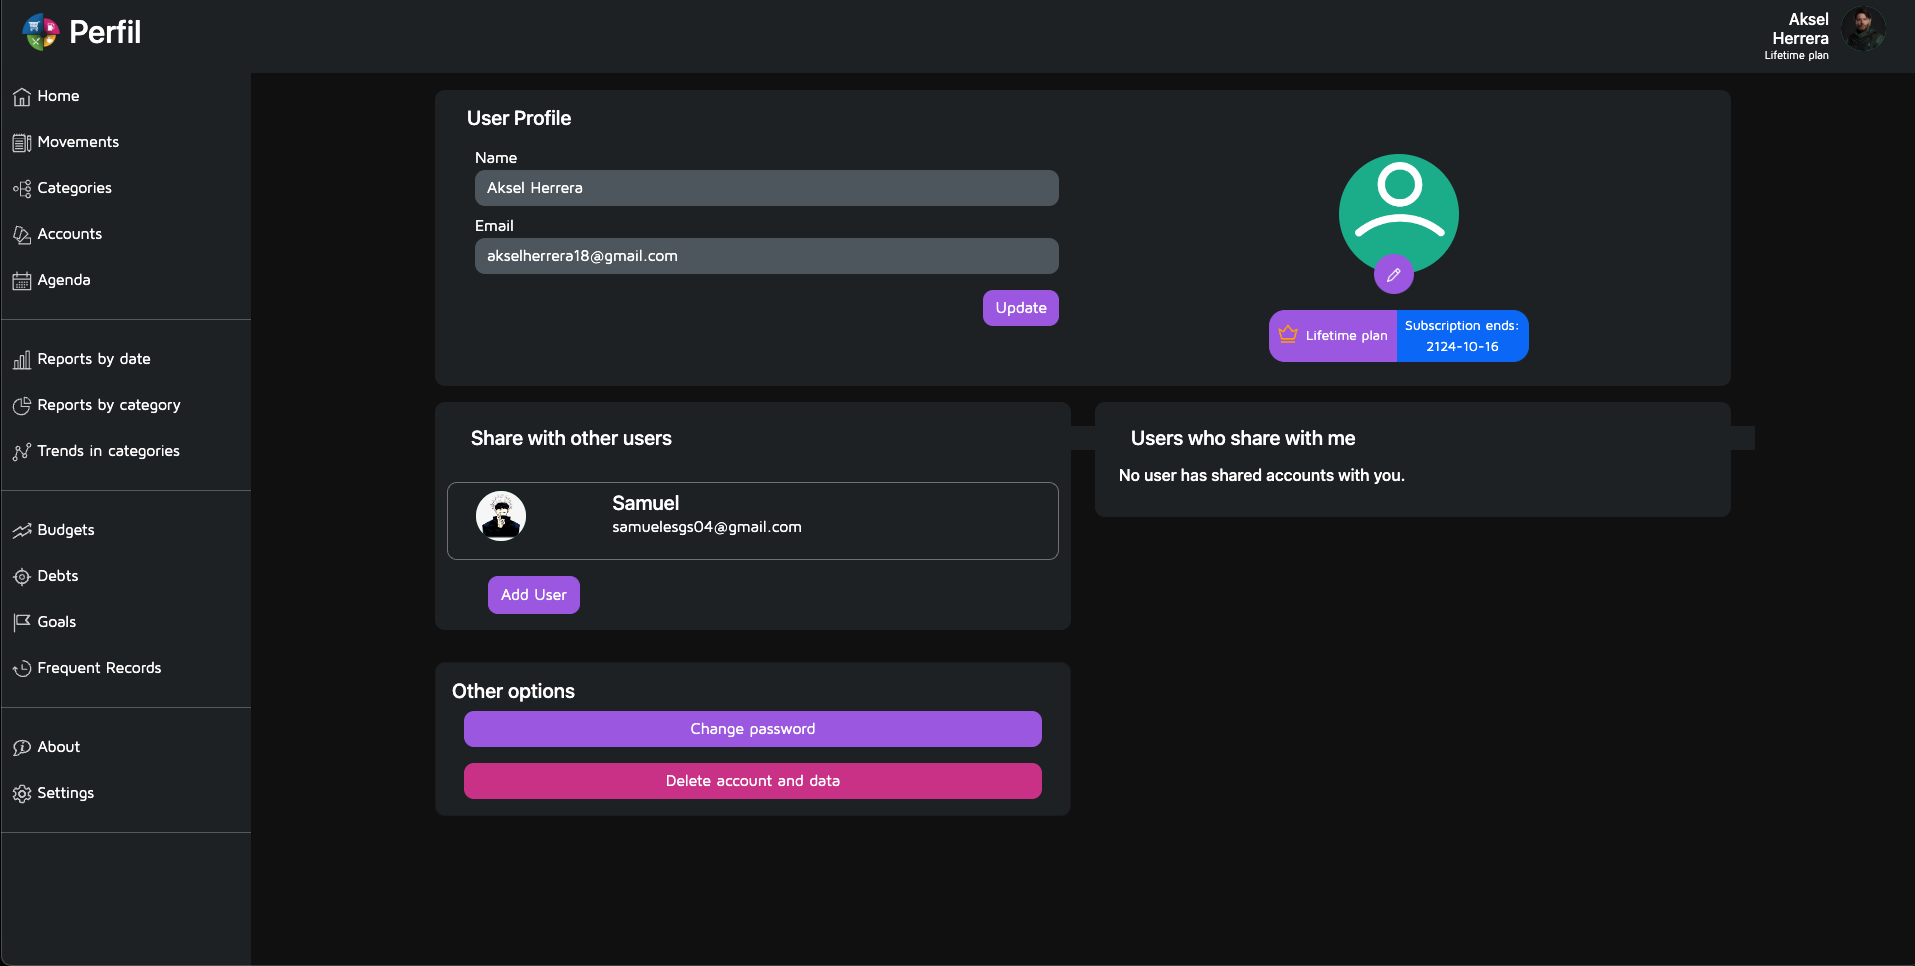 Perfil
Aksel
Herrera
Lifetime plan
Home
Movements
Categories
Accounts
Agenda
Reports by date
Reports by category
Trends in categories
Budgets
Debts
Goals
Frequent Records
About
Settings
User Profile
Name
Aksel Herrera
Email
akselherrera18@gmail.com
Update
Lifetime plan
Subscription ends:
2124-10-16
Share with other users
Samuel
samuelesgs04@gmail.com
Add User
Users who share with me
No user has shared accounts with you.
Other options
Change password
Delete account and data